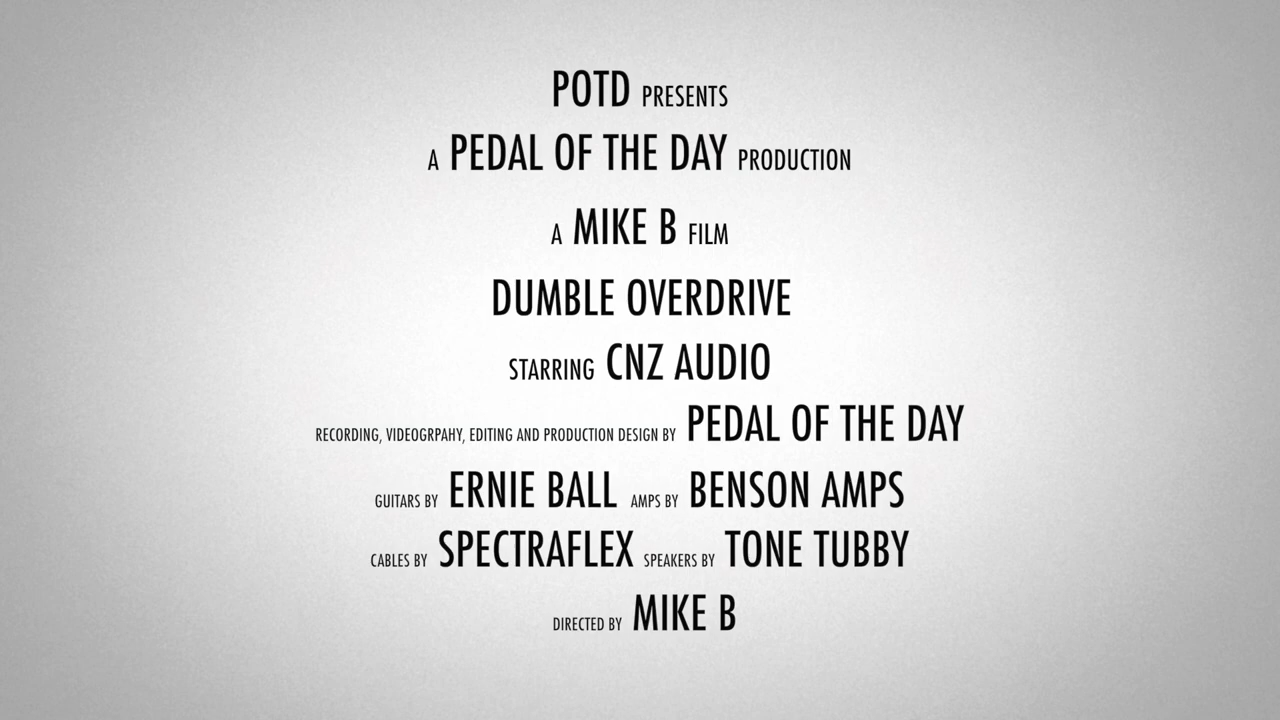 POTD PRESENTS
A PEDAL OF THE DAY PRODUCTION
A MIKE B FILM
DUMBLE OVERDRIVE
STARRING CNZ AUDIO
RECORDING, VIDEOGRPAHY, EDITING AND PRODUCTION DESIGN BY PEDAL OF THE DAY
GUITARS BY ERNIE BALL AMPS BY BENSON AMPS
CABLES BY SPECTRAFLEX SPEAKERS BY TONE TUBBY
DIRECTED BY MIKE B